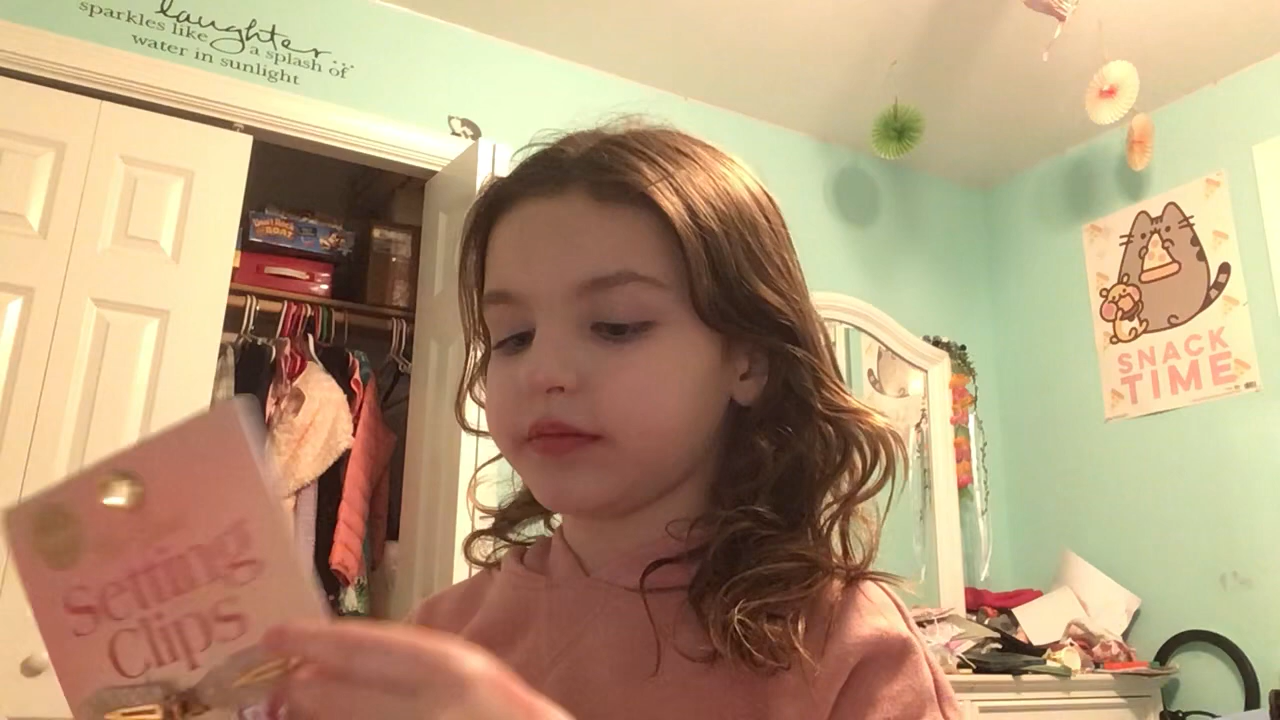 laughter...
sparkles like a splash of
water in sunlight
SNACK
TIME
Setting
Clips